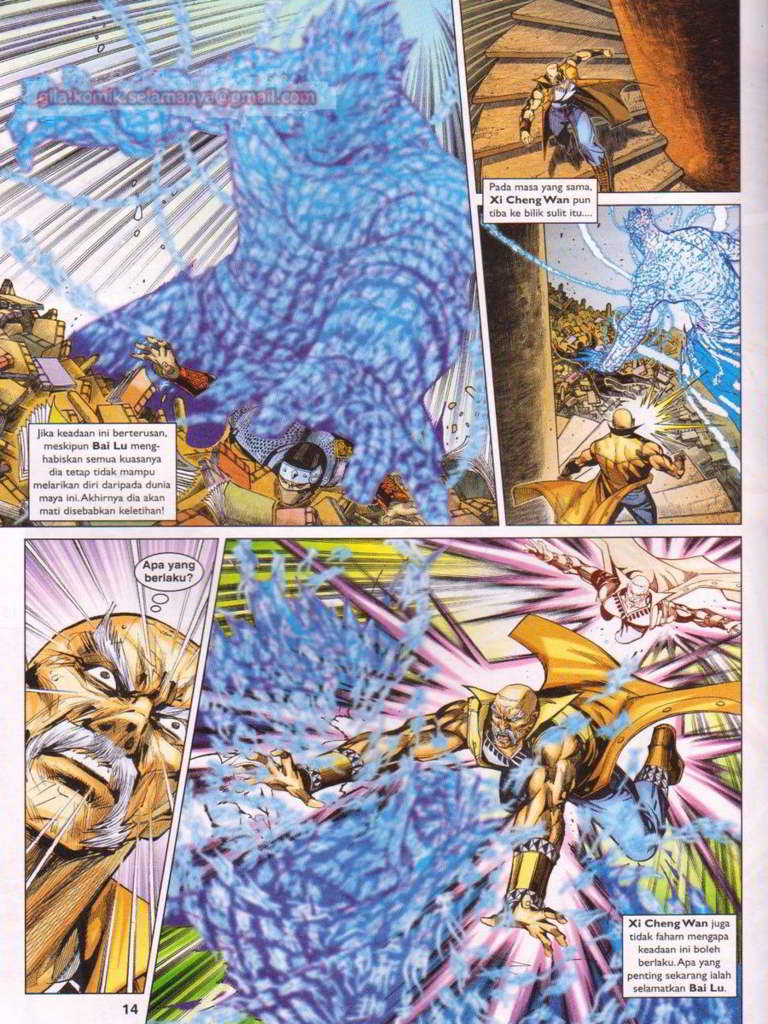 gila.komik.selamanya@gmail.com
Pada masa yang sama,
Xi Cheng Wan pun
tiba ke bilik sulit itu....
Jika keadaan ini berterusan,
meskipun Bai Lu meng-
habiskan semua kuasanya
dia tetap tidak mampu
melarikan diri daripada dunia
maya ini. Akhirnya dia akan
mati disebabkan keletihan!
Apa yang
berlaku?
Xi Cheng Wan juga
tidak faham mengapa
keadaan ini boleh
berlaku. Apa yang
penting sekarang ialah
selamatkan Bai Lu.
14